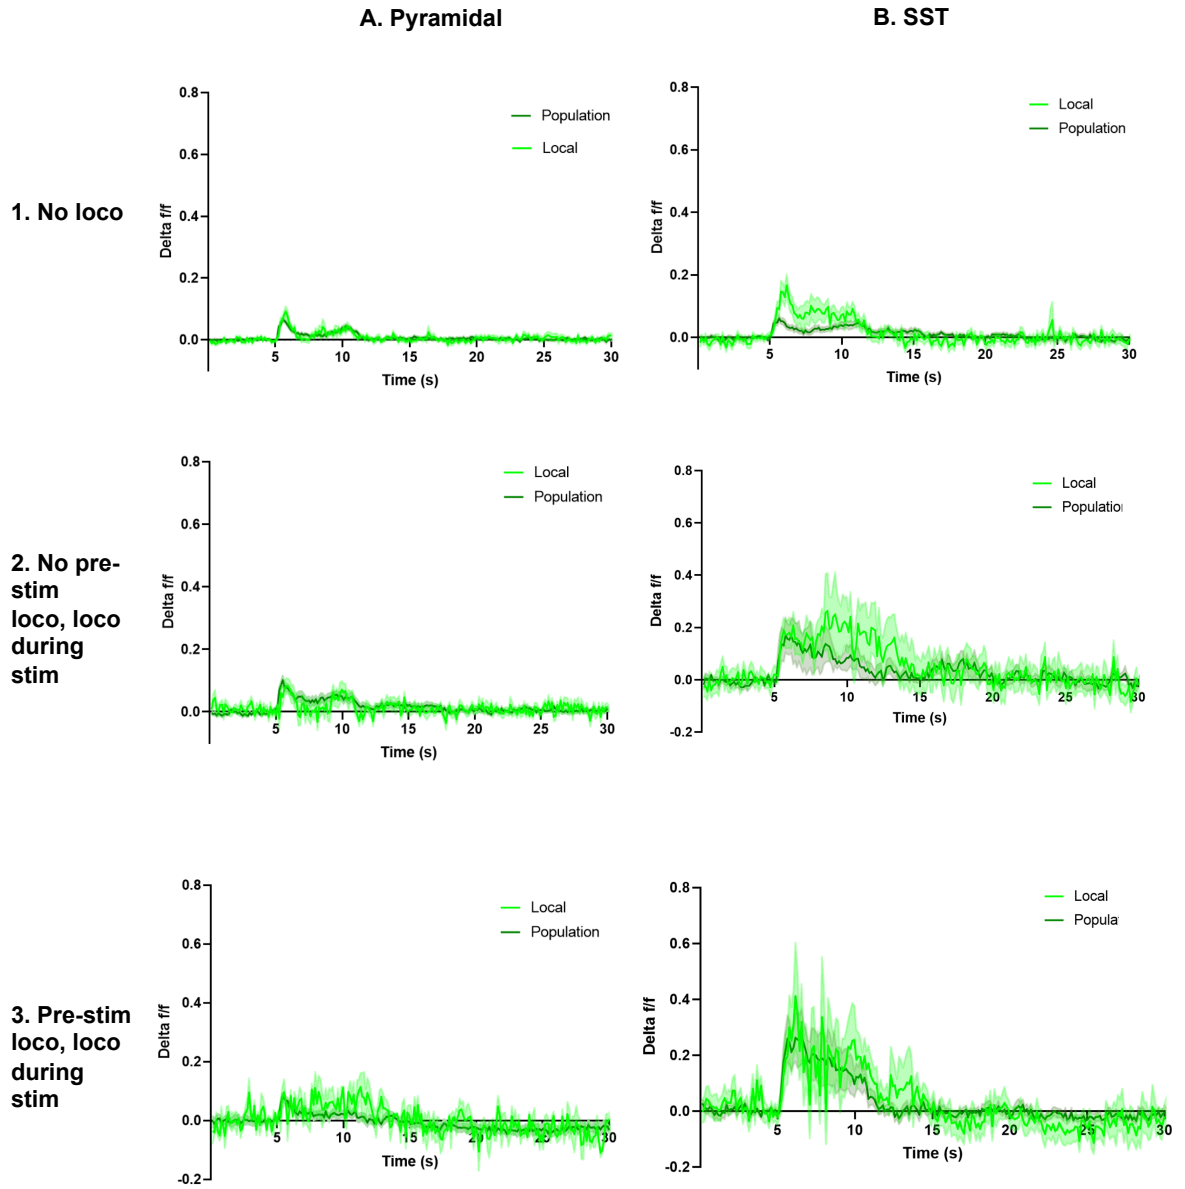 A. Pyramidal
B. SST
1. No loco
0.8
0.6
0.4
0.2
0.0
Delta f/f
Population
Local
5
10
15
20
25
30
Time (s)
0.8
0.6
0.4
0.2
0.0
Delta f/f
Local
Population
5
10
15
20
25
30
Time (s)
2. No pre-
stim
loco, loco
during
stim
0.8
0.6
0.4
0.2
0.0
Delta f/f
Local
Population
5
10
15
20
25
30
Time (s)
0.8
0.6
0.4
0.2
0.0
-0.2
Delta f/f
Local
Populatio
5
10
15
20
25
30
Time (s)
3. Pre-stim
loco, loco
during
stim
0.8
0.6
0.4
0.2
0.0
-0.2
Delta f/f
Local
Population
5
10
15
20
25
30
Time (s)
0.8
0.6
0.4
0.2
0.0
-0.2
Delta f/f
Local
Popula
5
10
15
20
25
30
Time (s)